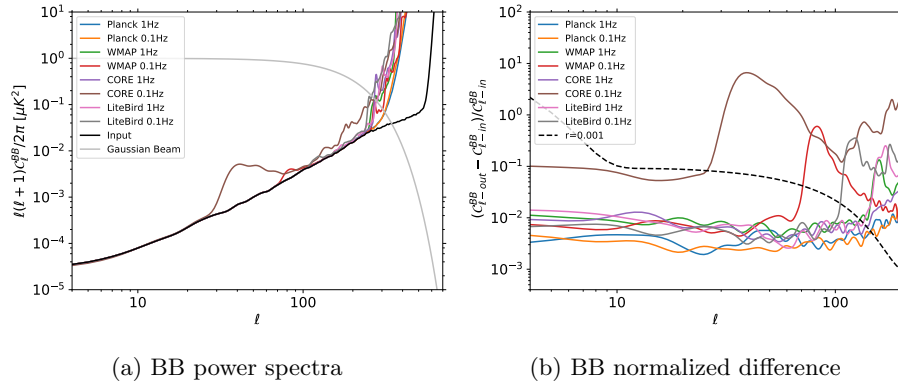 10¹
10⁰
10⁻¹
10⁻²
10⁻³
10⁻⁴
10⁻⁵
ℓ(ℓ + 1)C_ℓ^{BB}/2π [μK²]
Planck 1Hz
Planck 0.1Hz
WMAP 1Hz
WMAP 0.1Hz
CORE 1Hz
CORE 0.1Hz
LiteBird 1Hz
LiteBird 0.1Hz
Input
Gaussian Beam
10 100
ℓ
(a) BB power spectra
10²
10¹
10⁰
10⁻¹
10⁻²
10⁻³
(C_{ℓ-out}^{BB} − C_{ℓ-in}^{BB})/C_{ℓ-in}^{BB}
Planck 1Hz
Planck 0.1Hz
WMAP 1Hz
WMAP 0.1Hz
CORE 1Hz
CORE 0.1Hz
LiteBird 1Hz
LiteBird 0.1Hz
r=0.001
10 100
ℓ
(b) BB normalized difference